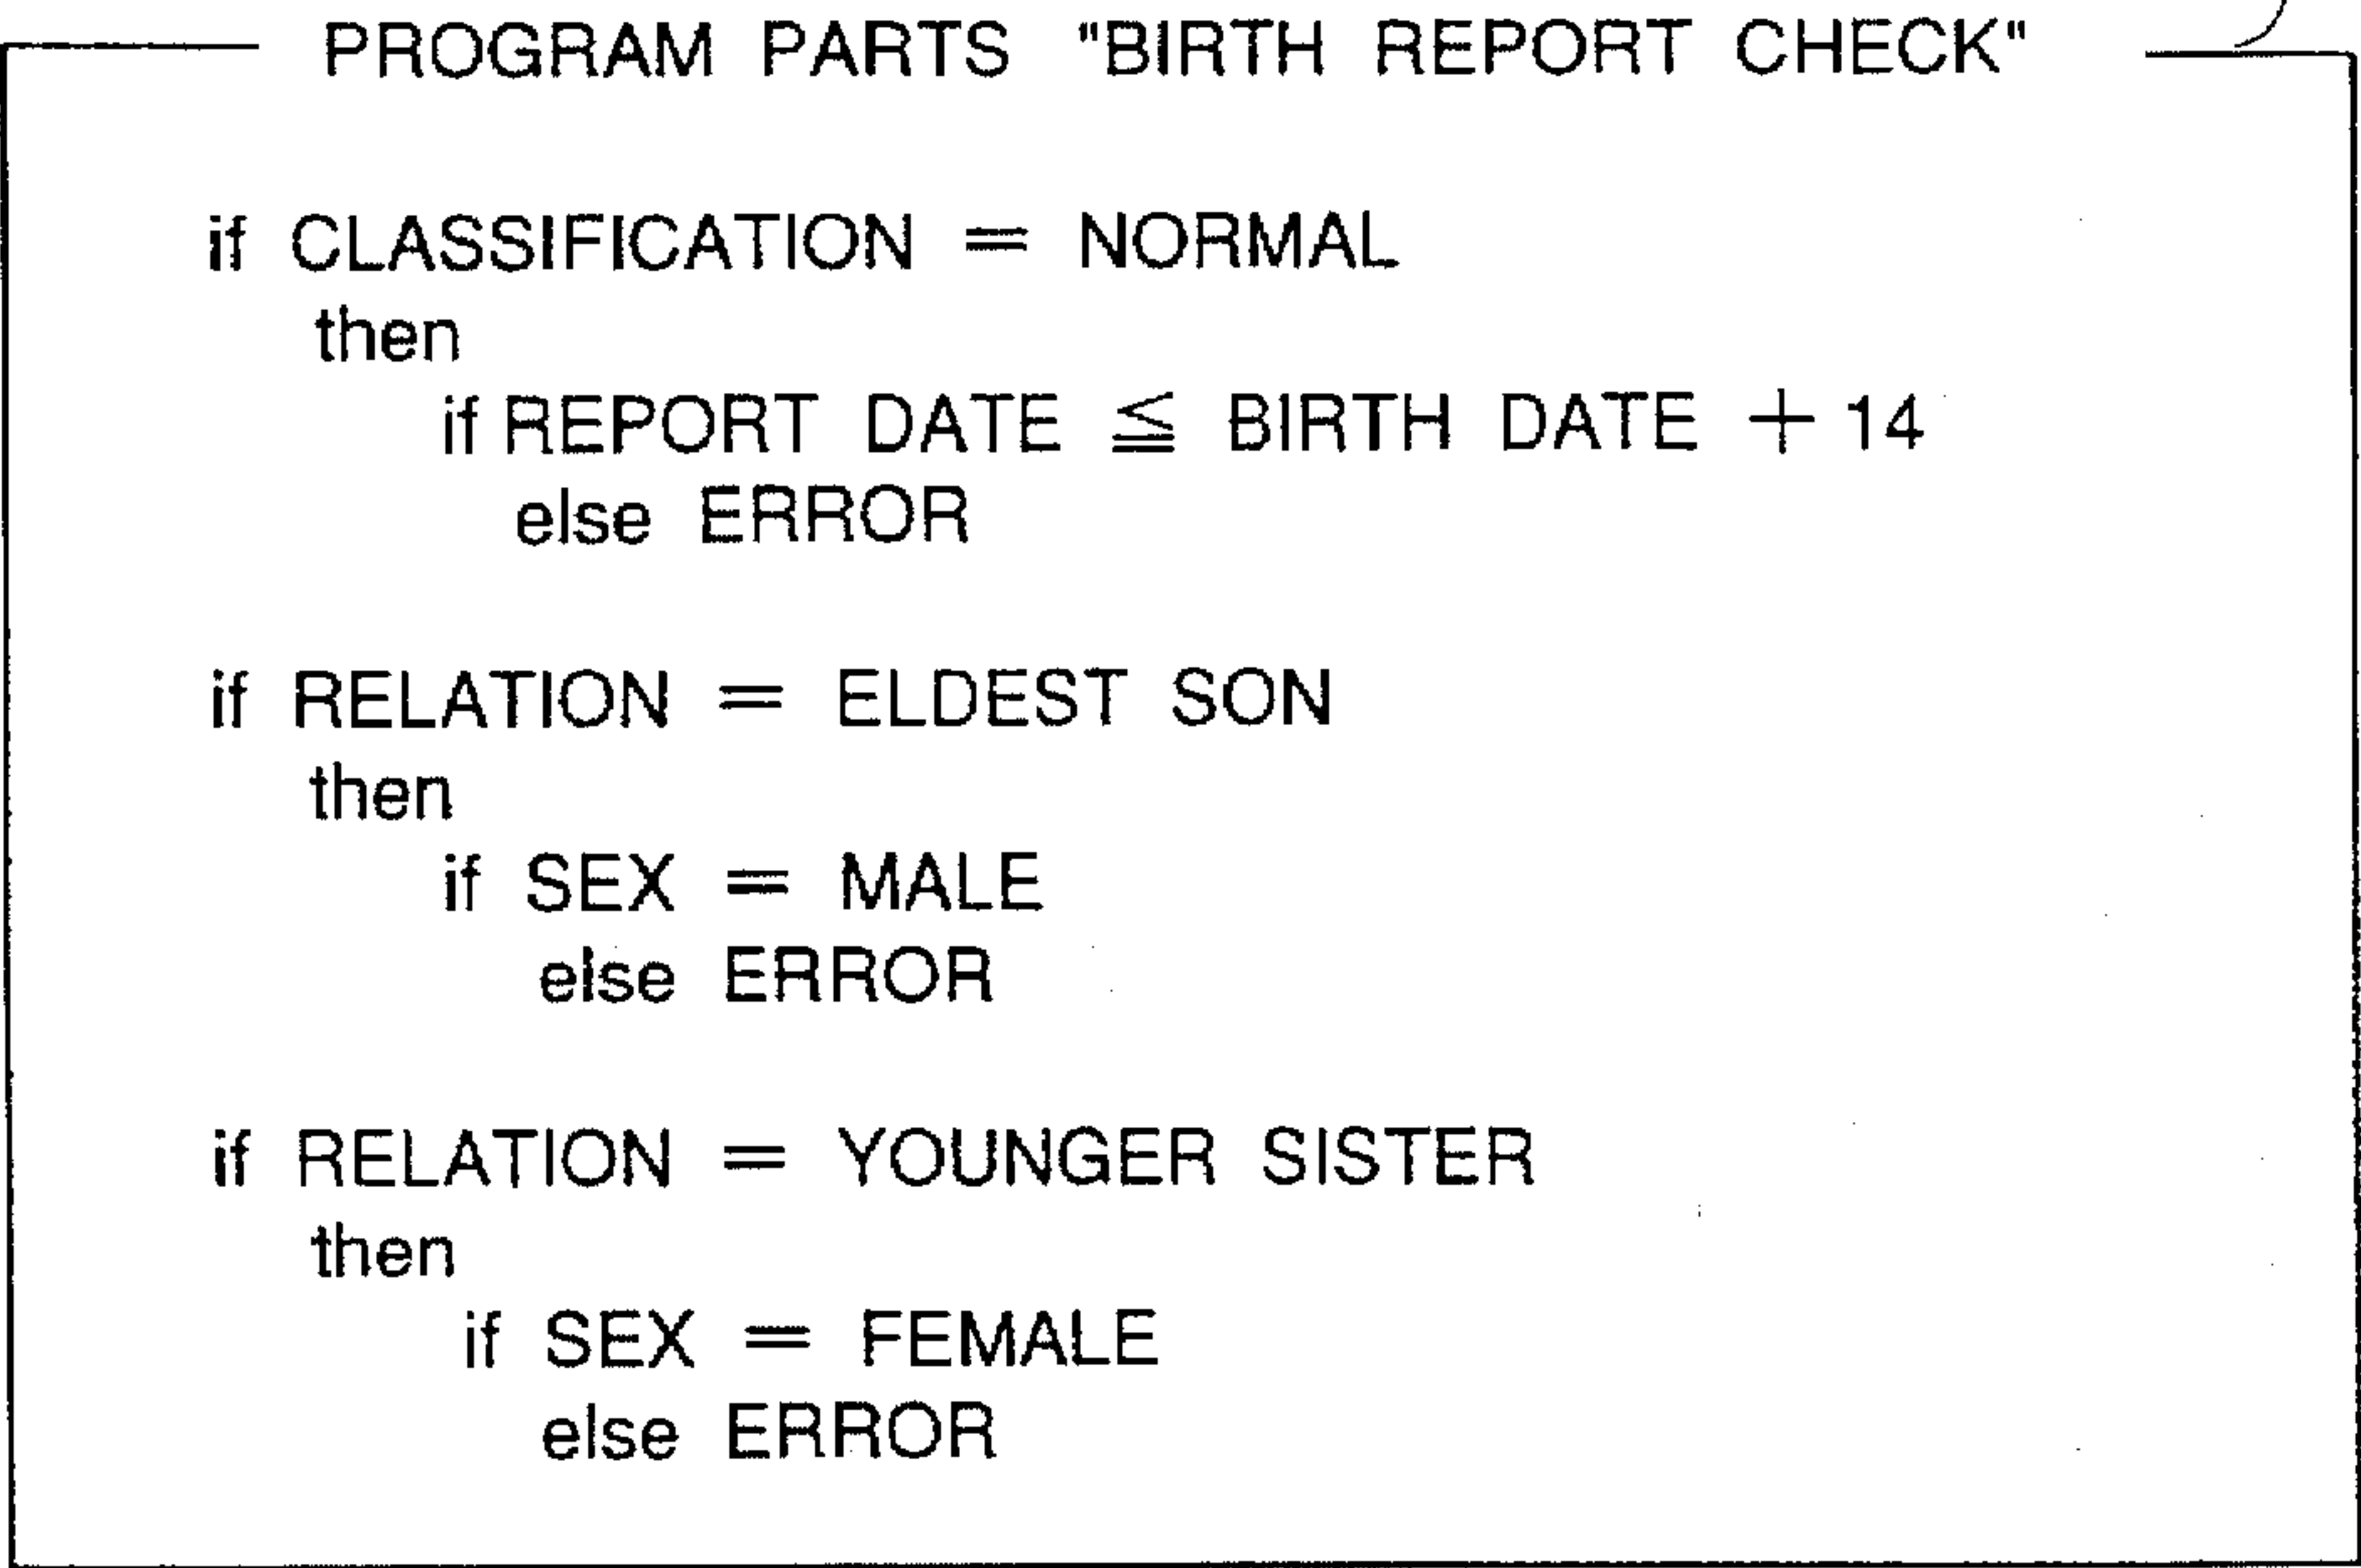 PROGRAM PARTS "BIRTH REPORT CHECK"
if CLASSIFICATION = NORMAL
then
if REPORT DATE ≦ BIRTH DATE + 14
else ERROR
if RELATION = ELDEST SON
then
if SEX = MALE
else ERROR
if RELATION = YOUNGER SISTER
then
if SEX = FEMALE
else ERROR